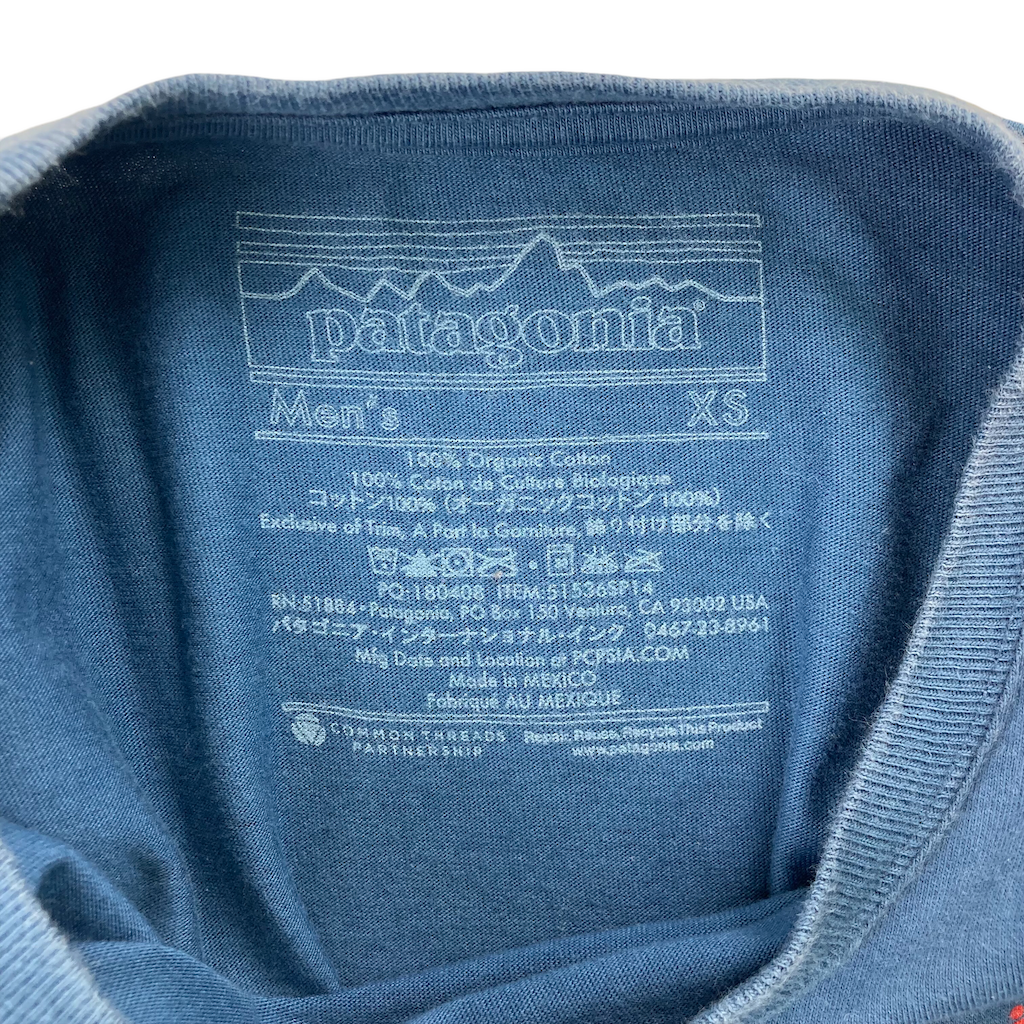 patagonia®
Men's XS
100% Organic Cotton
100% Coton de Culture Biologique
コットン100% (オーガニックコットン 100%)
Exclusive of Trim, A Part la Garniture, 飾り付け部分を除く
PO:180408 ITEM.51536SP14
RN.51884 • Patagonia, PO Box 150 Ventura, CA 93002 USA
パタゴニア・インターナショナル・インク 0467-23-8961
Mfg Date and Location at PCPSIA.COM
Made in MEXICO
Fabriqué AU MEXIQUE
COMMON THREADS Repair, Reuse, Recycle This Product
PARTNERSHIP www.patagonia.com